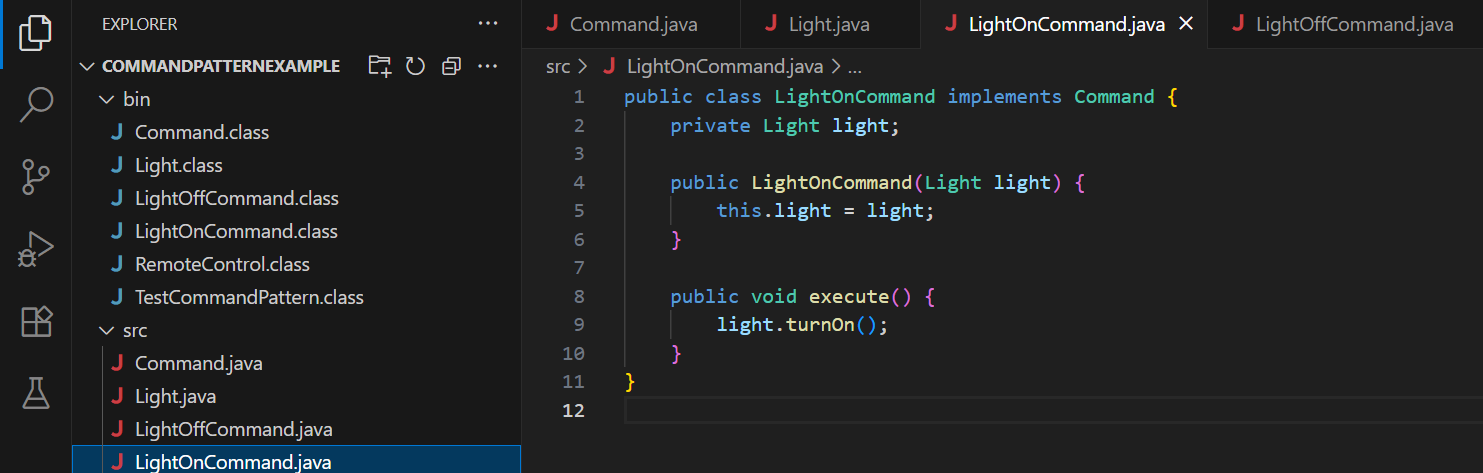 EXPLORER
COMMANDPATTERNEXAMPLE
bin
J Command.class
J Light.class
J LightOffCommand.class
J LightOnCommand.class
J RemoteControl.class
J TestCommandPattern.class
src
J Command.java
J Light.java
J LightOffCommand.java
J LightOnCommand.java
J Command.java J Light.java J LightOnCommand.java J LightOffCommand.java
src > J LightOnCommand.java > ...
1 public class LightOnCommand implements Command {
2     private Light light;
3
4     public LightOnCommand(Light light) {
5         this.light = light;
6     }
7
8     public void execute() {
9         light.turnOn();
10     }
11 }
12